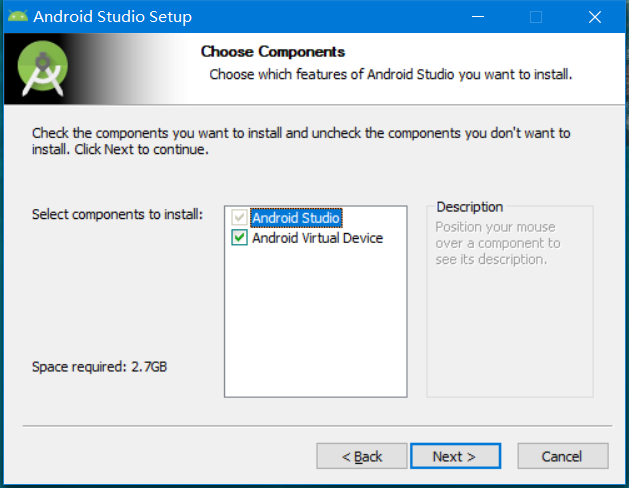 Android Studio Setup
Choose Components
Choose which features of Android Studio you want to install.
Check the components you want to install and uncheck the components you don't want to
install. Click Next to continue.
Select components to install:
Android Studio
Android Virtual Device
Description
Position your mouse
over a component to
see its description.
Space required: 2.7GB
< Back
Next >
Cancel